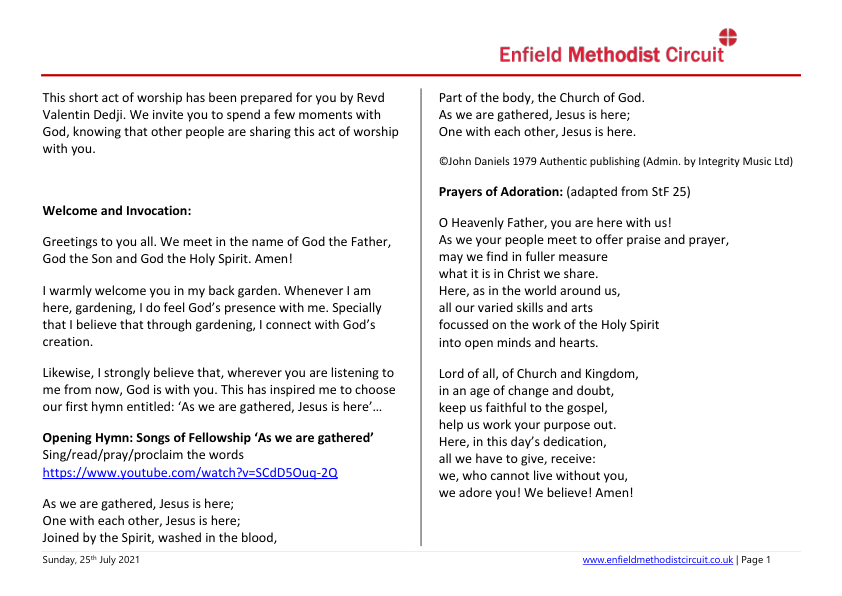 Enfield Methodist Circuit
This short act of worship has been prepared for you by Revd
Valentin Dedji. We invite you to spend a few moments with
God, knowing that other people are sharing this act of worship
with you.
Welcome and Invocation:
Greetings to you all. We meet in the name of God the Father,
God the Son and God the Holy Spirit. Amen!
I warmly welcome you in my back garden. Whenever I am
here, gardening, I do feel God’s presence with me. Specially
that I believe that through gardening, I connect with God’s
creation.
Likewise, I strongly believe that, wherever you are listening to
me from now, God is with you. This has inspired me to choose
our first hymn entitled: ‘As we are gathered, Jesus is here’…
Opening Hymn: Songs of Fellowship ‘As we are gathered’
Sing/read/pray/proclaim the words
https://www.youtube.com/watch?v=SCdD5Ouq-2Q
As we are gathered, Jesus is here;
One with each other, Jesus is here;
Joined by the Spirit, washed in the blood,
Part of the body, the Church of God.
As we are gathered, Jesus is here;
One with each other, Jesus is here.
©John Daniels 1979 Authentic publishing (Admin. by Integrity Music Ltd)
Prayers of Adoration: (adapted from StF 25)
O Heavenly Father, you are here with us!
As we your people meet to offer praise and prayer,
may we find in fuller measure
what it is in Christ we share.
Here, as in the world around us,
all our varied skills and arts
focussed on the work of the Holy Spirit
into open minds and hearts.
Lord of all, of Church and Kingdom,
in an age of change and doubt,
keep us faithful to the gospel,
help us work your purpose out.
Here, in this day’s dedication,
all we have to give, receive:
we, who cannot live without you,
we adore you! We believe! Amen!
Sunday, 25th July 2021
www.enfieldmethodistcircuit.co.uk | Page 1